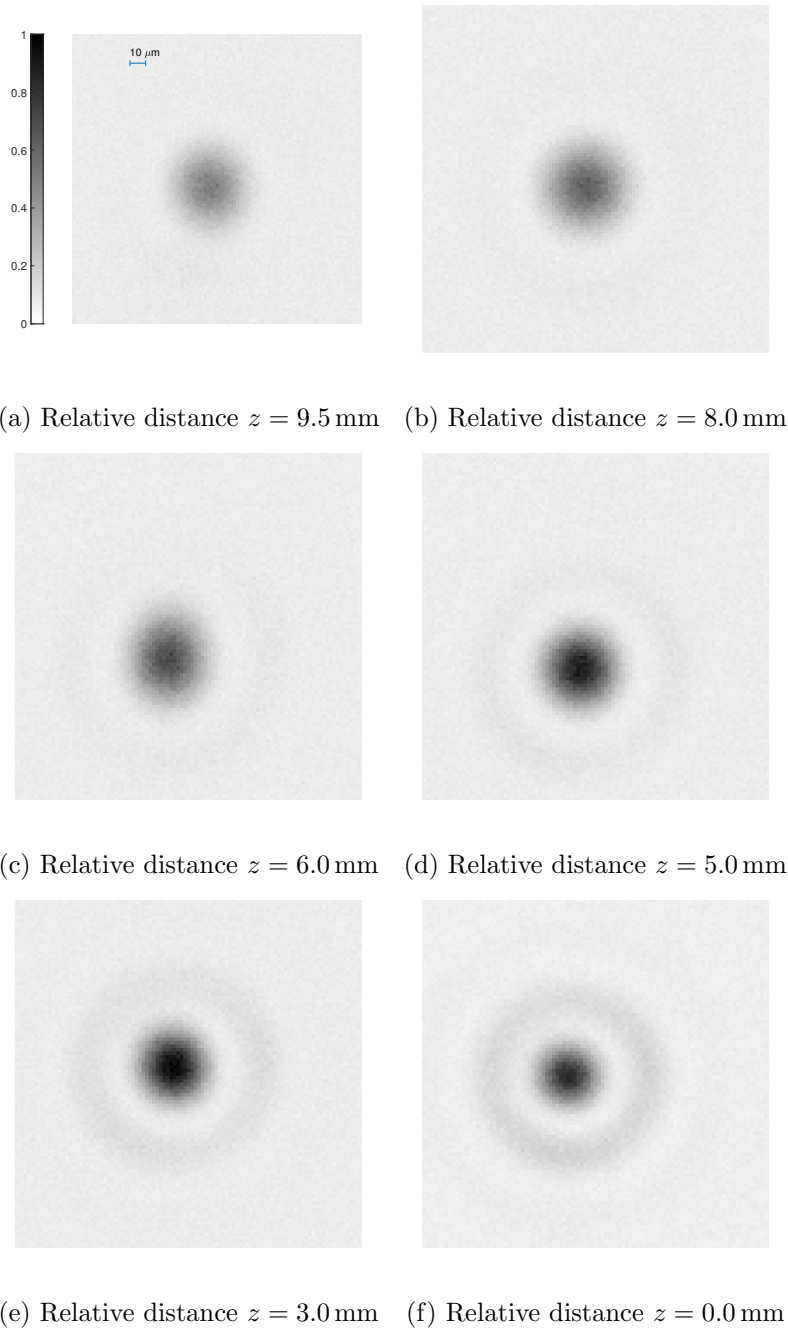 1
0.8
0.6
0.4
0.2
0
10 μm
(a) Relative distance z = 9.5 mm
(b) Relative distance z = 8.0 mm
(c) Relative distance z = 6.0 mm
(d) Relative distance z = 5.0 mm
(e) Relative distance z = 3.0 mm
(f) Relative distance z = 0.0 mm